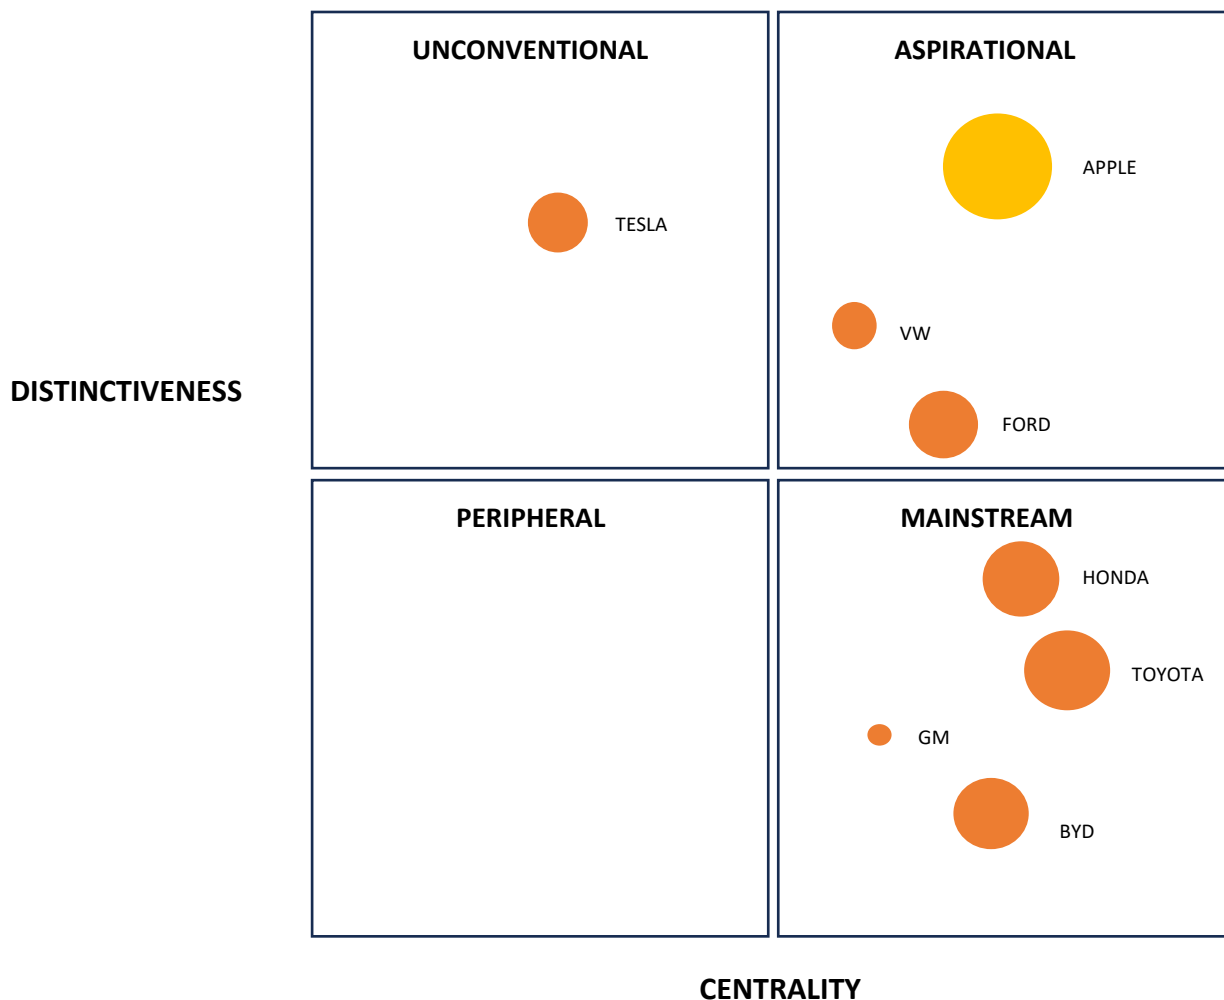 UNCONVENTIONAL
ASPIRATIONAL
APPLE
TESLA
VW
DISTINCTIVENESS
FORD
PERIPHERAL
MAINSTREAM
HONDA
TOYOTA
GM
BYD
CENTRALITY